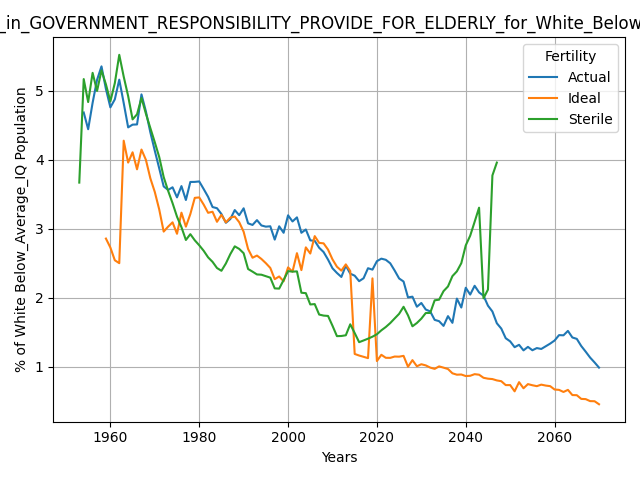 _in_GOVERNMENT_RESPONSIBILITY_PROVIDE_FOR_ELDERLY_for_White_Below
% of White Below_Average_IQ Population
5
4
3
2
1
Fertility
Actual
Ideal
Sterile
1960 1980 2000 2020 2040 2060
Years